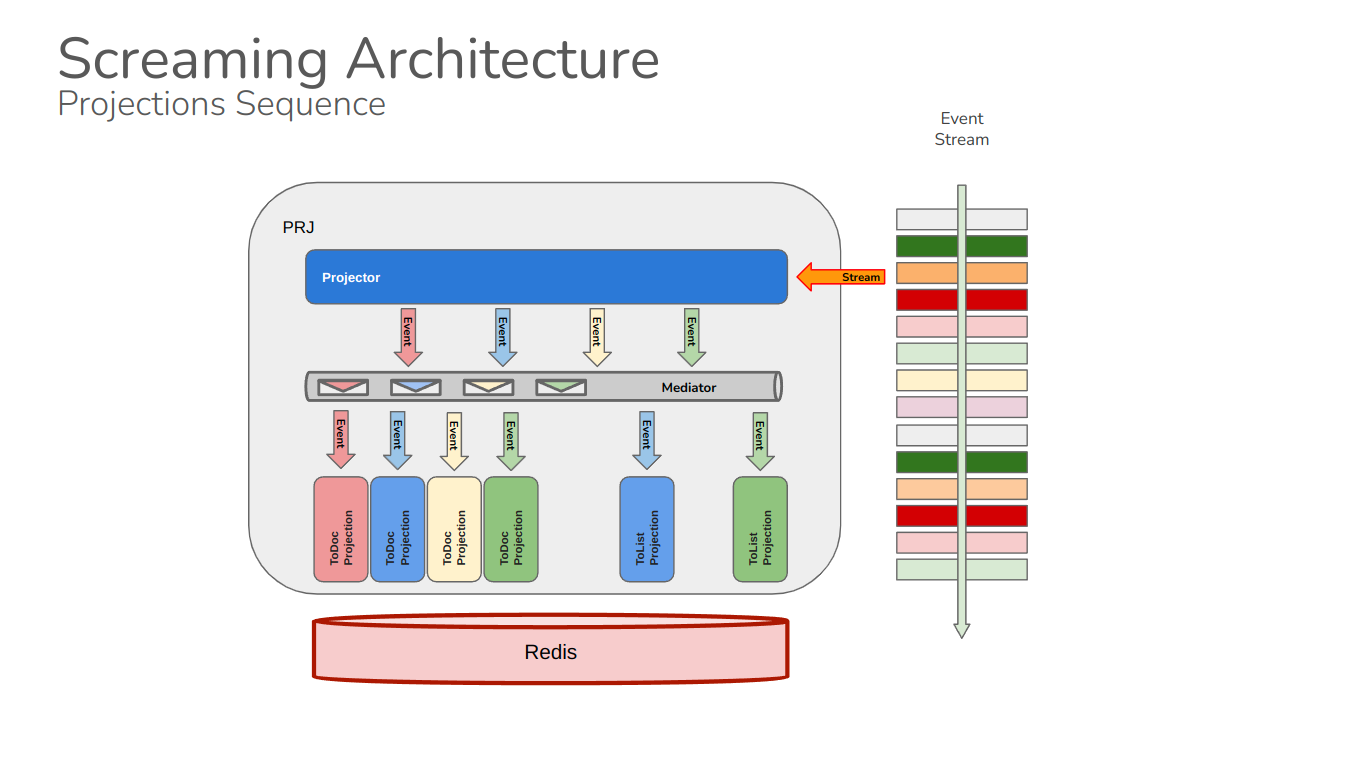 Screaming Architecture
Projections Sequence
Event
Stream
PRJ
Projector
Stream
Event
Event
Event
Event
Mediator
Event
Event
Event
Event
Event
Event
ToDoc
Projection
ToDoc
Projection
ToDoc
Projection
ToDoc
Projection
ToList
Projection
ToList
Projection
Redis